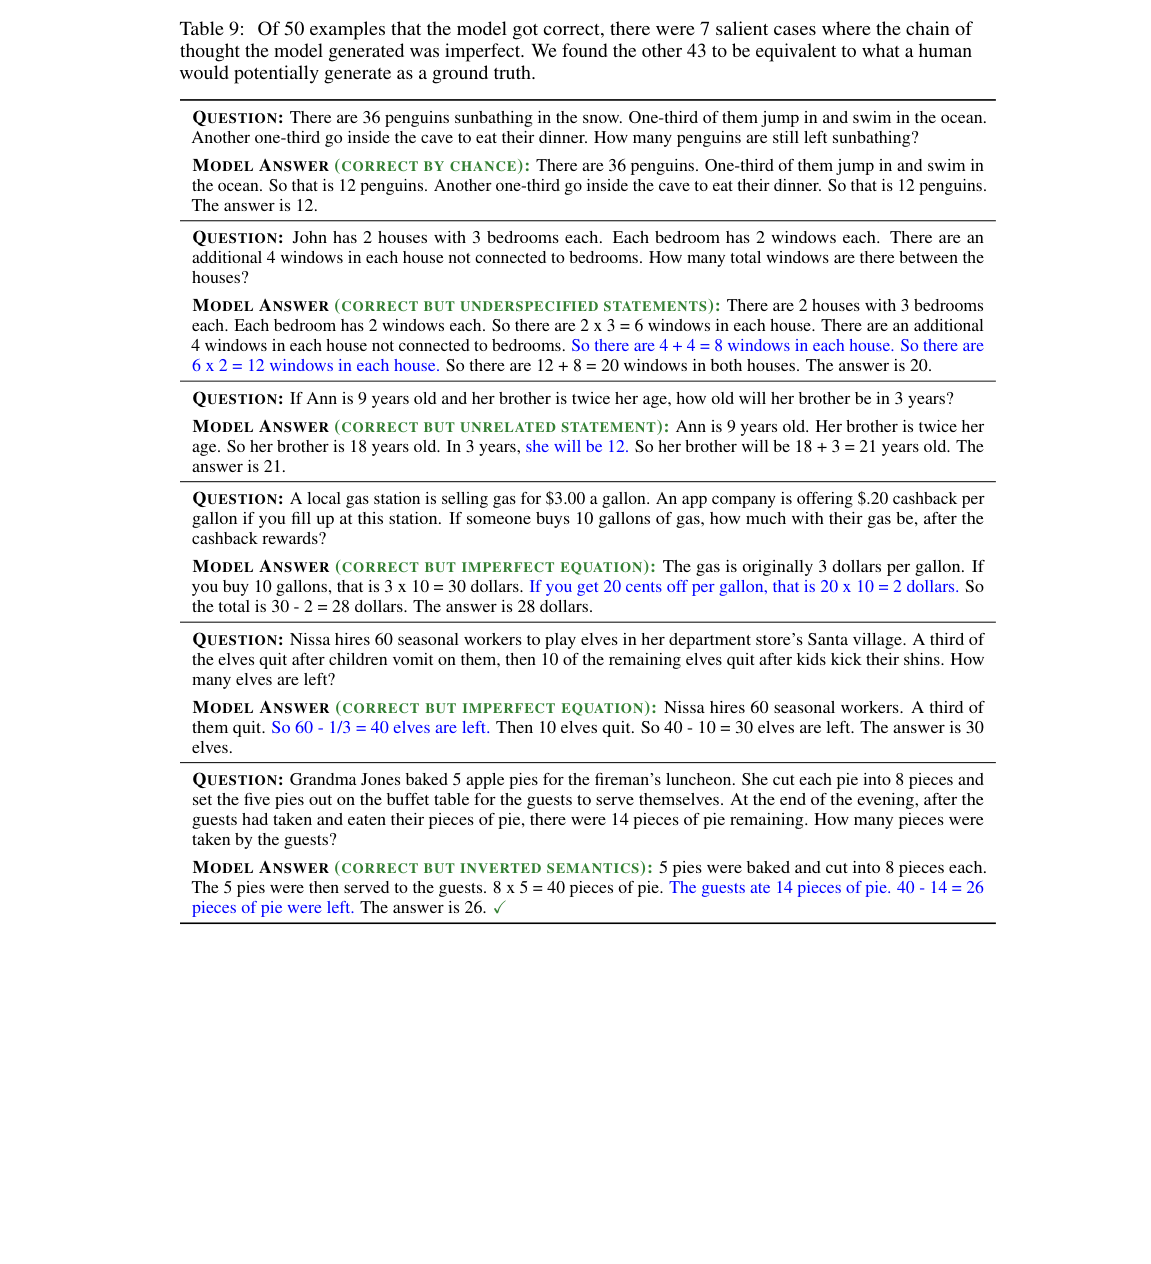 Table 9: Of 50 examples that the model got correct, there were 7 salient cases where the chain of
thought the model generated was imperfect. We found the other 43 to be equivalent to what a human
would potentially generate as a ground truth.
QUESTION: There are 36 penguins sunbathing in the snow. One-third of them jump in and swim in the ocean.
Another one-third go inside the cave to eat their dinner. How many penguins are still left sunbathing?
MODEL ANSWER (CORRECT BY CHANCE): There are 36 penguins. One-third of them jump in and swim in
the ocean. So that is 12 penguins. Another one-third go inside the cave to eat their dinner. So that is 12 penguins.
The answer is 12.
QUESTION: John has 2 houses with 3 bedrooms each. Each bedroom has 2 windows each. There are an
additional 4 windows in each house not connected to bedrooms. How many total windows are there between the
houses?
MODEL ANSWER (CORRECT BUT UNDERSPECIFIED STATEMENTS): There are 2 houses with 3 bedrooms
each. Each bedroom has 2 windows each. So there are 2 x 3 = 6 windows in each house. There are an additional
4 windows in each house not connected to bedrooms. So there are 4 + 4 = 8 windows in each house. So there are
6 x 2 = 12 windows in each house. So there are 12 + 8 = 20 windows in both houses. The answer is 20.
QUESTION: If Ann is 9 years old and her brother is twice her age, how old will her brother be in 3 years?
MODEL ANSWER (CORRECT BUT UNRELATED STATEMENT): Ann is 9 years old. Her brother is twice her
age. So her brother is 18 years old. In 3 years, she will be 12. So her brother will be 18 + 3 = 21 years old. The
answer is 21.
QUESTION: A local gas station is selling gas for $3.00 a gallon. An app company is offering $.20 cashback per
gallon if you fill up at this station. If someone buys 10 gallons of gas, how much with their gas be, after the
cashback rewards?
MODEL ANSWER (CORRECT BUT IMPERFECT EQUATION): The gas is originally 3 dollars per gallon. If
you buy 10 gallons, that is 3 x 10 = 30 dollars. If you get 20 cents off per gallon, that is 20 x 10 = 2 dollars. So
the total is 30 - 2 = 28 dollars. The answer is 28 dollars.
QUESTION: Nissa hires 60 seasonal workers to play elves in her department store's Santa village. A third of
the elves quit after children vomit on them, then 10 of the remaining elves quit after kids kick their shins. How
many elves are left?
MODEL ANSWER (CORRECT BUT IMPERFECT EQUATION): Nissa hires 60 seasonal workers. A third of
them quit. So 60 - 1/3 = 40 elves are left. Then 10 elves quit. So 40 - 10 = 30 elves are left. The answer is 30
elves.
QUESTION: Grandma Jones baked 5 apple pies for the fireman's luncheon. She cut each pie into 8 pieces and
set the five pies out on the buffet table for the guests to serve themselves. At the end of the evening, after the
guests had taken and eaten their pieces of pie, there were 14 pieces of pie remaining. How many pieces were
taken by the guests?
MODEL ANSWER (CORRECT BUT INVERTED SEMANTICS): 5 pies were baked and cut into 8 pieces each.
The 5 pies were then served to the guests. 8 x 5 = 40 pieces of pie. The guests ate 14 pieces of pie. 40 - 14 = 26
pieces of pie were left. The answer is 26. ✓